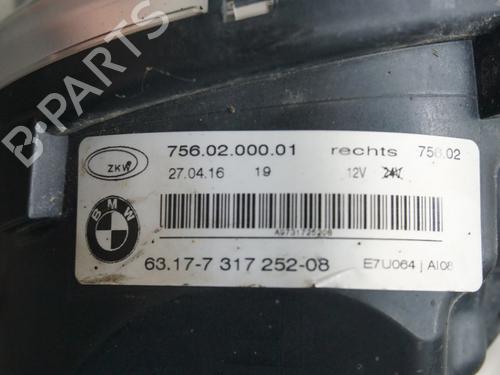 B-PARTS
ZKW
756.02.000.01 rechts 756.02
27.04.16 19 12V 24V
BMW
A9731725208
63.17-7 317 252-08 E7U064 | AI08